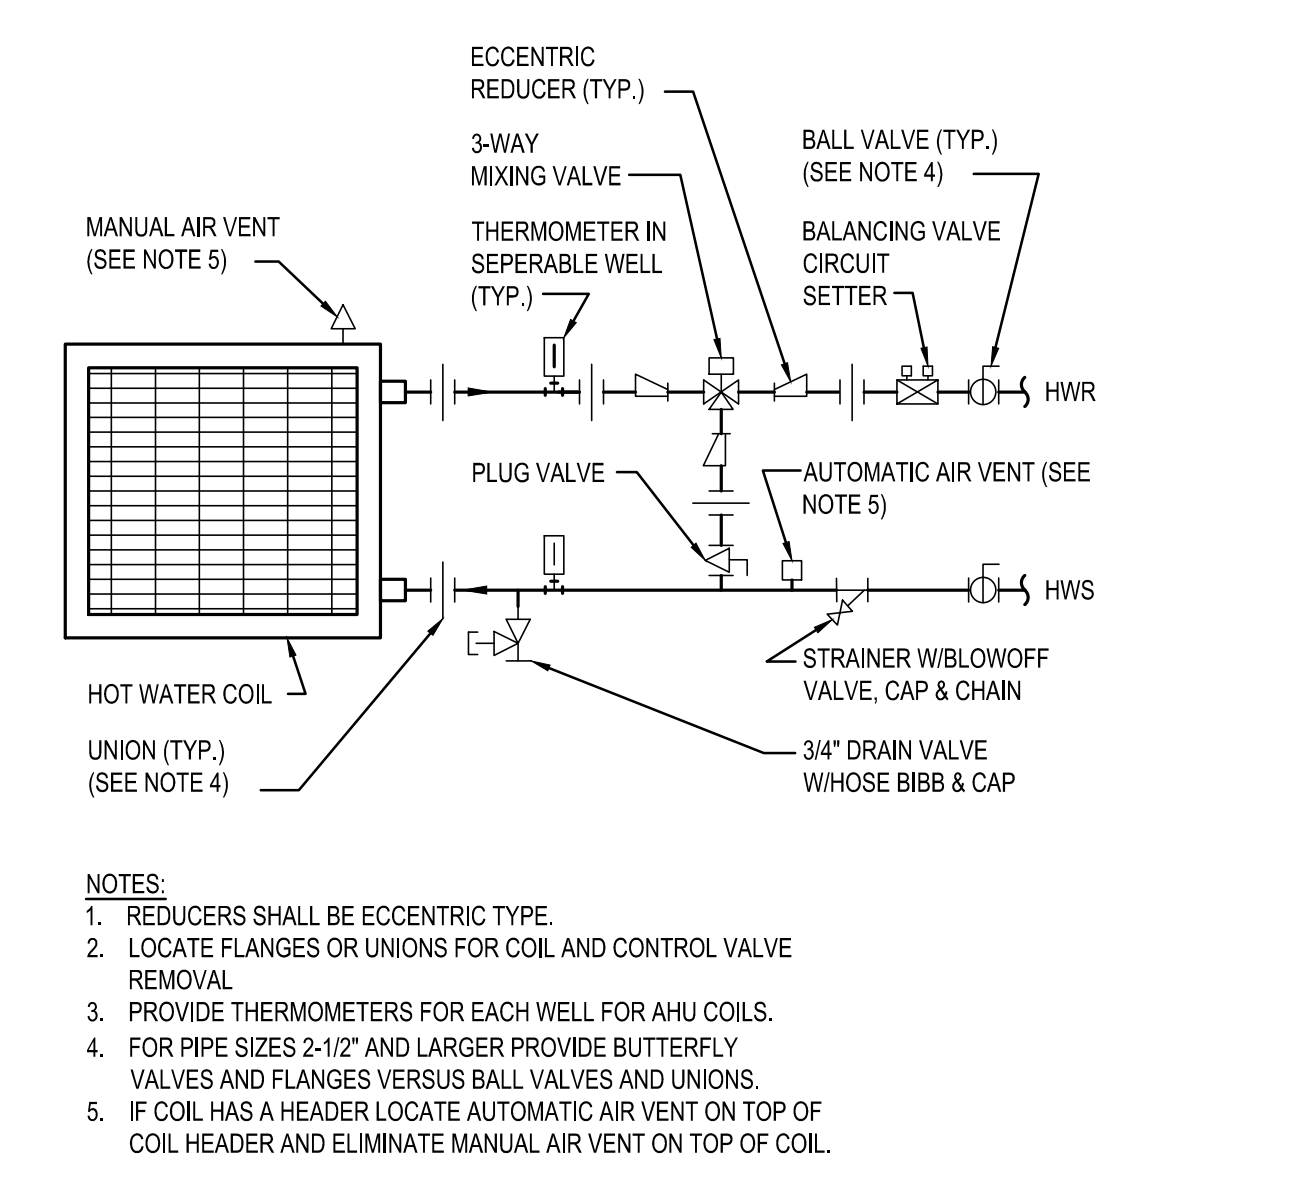 ECCENTRIC
REDUCER (TYP.)
3-WAY
MIXING VALVE
BALL VALVE (TYP.)
(SEE NOTE 4)
MANUAL AIR VENT
(SEE NOTE 5)
THERMOMETER IN
SEPERABLE WELL
(TYP.)
BALANCING VALVE
CIRCUIT
SETTER
HWR
PLUG VALVE
AUTOMATIC AIR VENT (SEE
NOTE 5)
HWS
STRAINER W/BLOWOFF
VALVE, CAP & CHAIN
HOT WATER COIL
UNION (TYP.)
(SEE NOTE 4)
3/4" DRAIN VALVE
W/HOSE BIBB & CAP
NOTES:
1. REDUCERS SHALL BE ECCENTRIC TYPE.
2. LOCATE FLANGES OR UNIONS FOR COIL AND CONTROL VALVE
REMOVAL
3. PROVIDE THERMOMETERS FOR EACH WELL FOR AHU COILS.
4. FOR PIPE SIZES 2-1/2" AND LARGER PROVIDE BUTTERFLY
VALVES AND FLANGES VERSUS BALL VALVES AND UNIONS.
5. IF COIL HAS A HEADER LOCATE AUTOMATIC AIR VENT ON TOP OF
COIL HEADER AND ELIMINATE MANUAL AIR VENT ON TOP OF COIL.